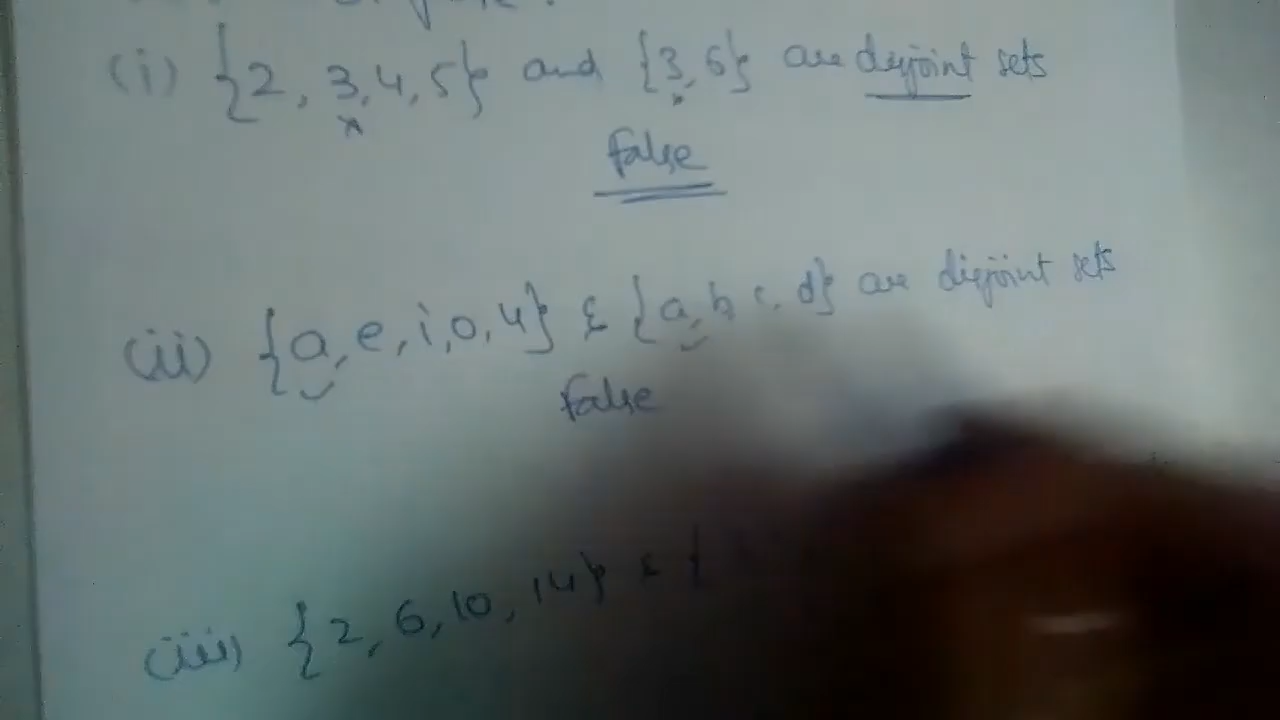 (i) {2, 3, 4, 5} and {3, 6} are disjoint sets
false
(ii) {a, e, i, o, u} & {a, b, c, d} are disjoint sets
false
(iii) {2, 6, 10, 14} & {